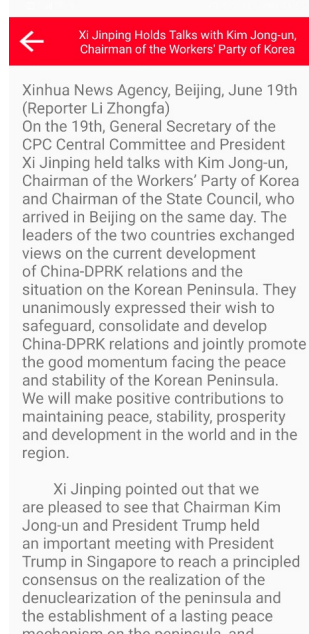 Xi Jinping Holds Talks with Kim Jong-un,
Chairman of the Workers' Party of Korea
Xinhua News Agency, Beijing, June 19th
(Reporter Li Zhongfa)
On the 19th, General Secretary of the
CPC Central Committee and President
Xi Jinping held talks with Kim Jong-un,
Chairman of the Workers’ Party of Korea
and Chairman of the State Council, who
arrived in Beijing on the same day. The
leaders of the two countries exchanged
views on the current development
of China-DPRK relations and the
situation on the Korean Peninsula. They
unanimously expressed their wish to
safeguard, consolidate and develop
China-DPRK relations and jointly promote
the good momentum facing the peace
and stability of the Korean Peninsula.
We will make positive contributions to
maintaining peace, stability, prosperity
and development in the world and in the
region.
Xi Jinping pointed out that we
are pleased to see that Chairman Kim
Jong-un and President Trump held
an important meeting with President
Trump in Singapore to reach a principled
consensus on the realization of the
denuclearization of the peninsula and
the establishment of a lasting peace
mechanism on the peninsula, and